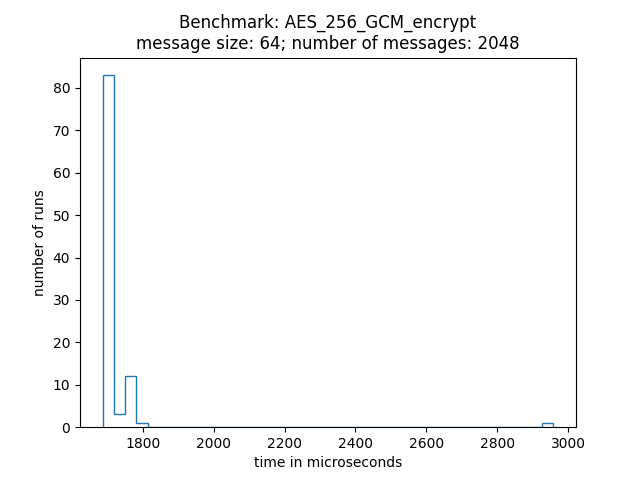 Benchmark: AES_256_GCM_encrypt
message size: 64; number of messages: 2048
80
70
60
50
40
30
20
10
0
number of runs
1800 2000 2200 2400 2600 2800 3000
time in microseconds